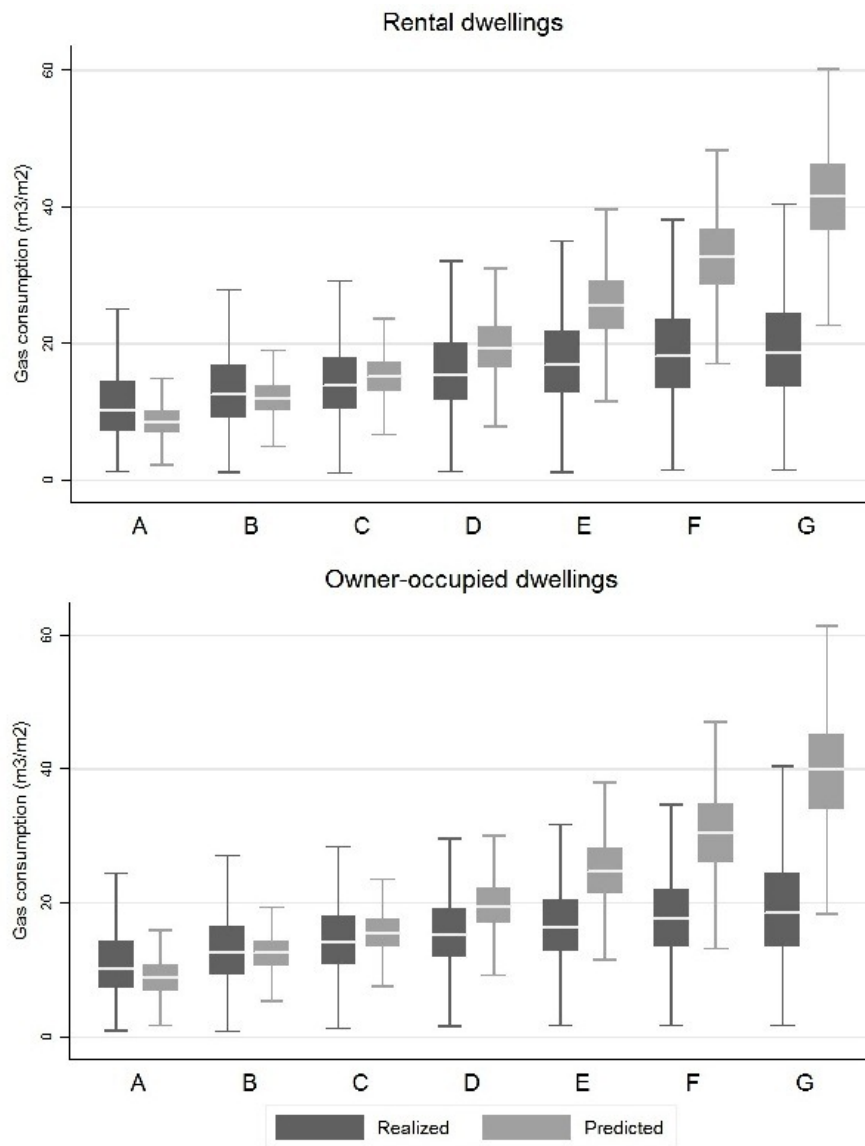 Rental dwellings
Gas consumption (m3/m2)
60
40
20
0
A B C D E F G
Owner-occupied dwellings
Gas consumption (m3/m2)
60
40
20
0
A B C D E F G
Realized Predicted